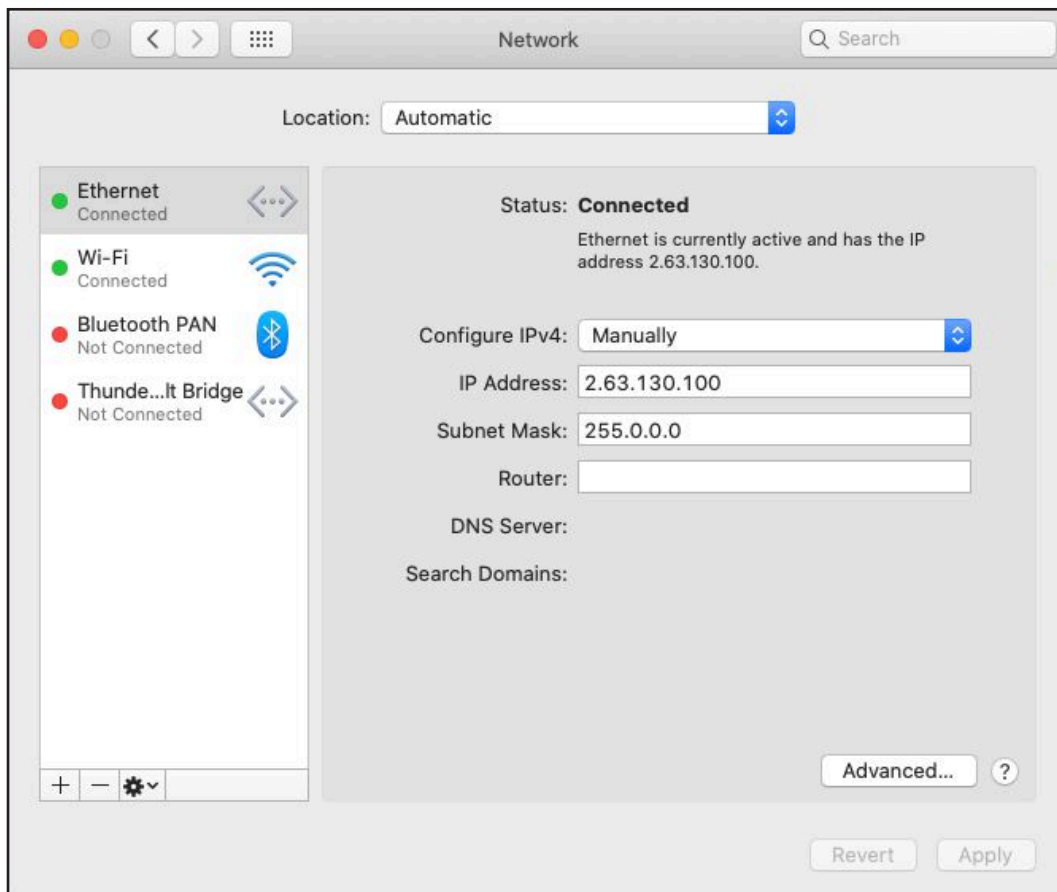 Network
Search
Location: Automatic
Ethernet
Connected
Wi-Fi
Connected
Bluetooth PAN
Not Connected
Thunde...lt Bridge
Not Connected
Status: Connected
Ethernet is currently active and has the IP
address 2.63.130.100.
Configure IPv4: Manually
IP Address: 2.63.130.100
Subnet Mask: 255.0.0.0
Router:
DNS Server:
Search Domains:
Advanced... ?
Revert Apply